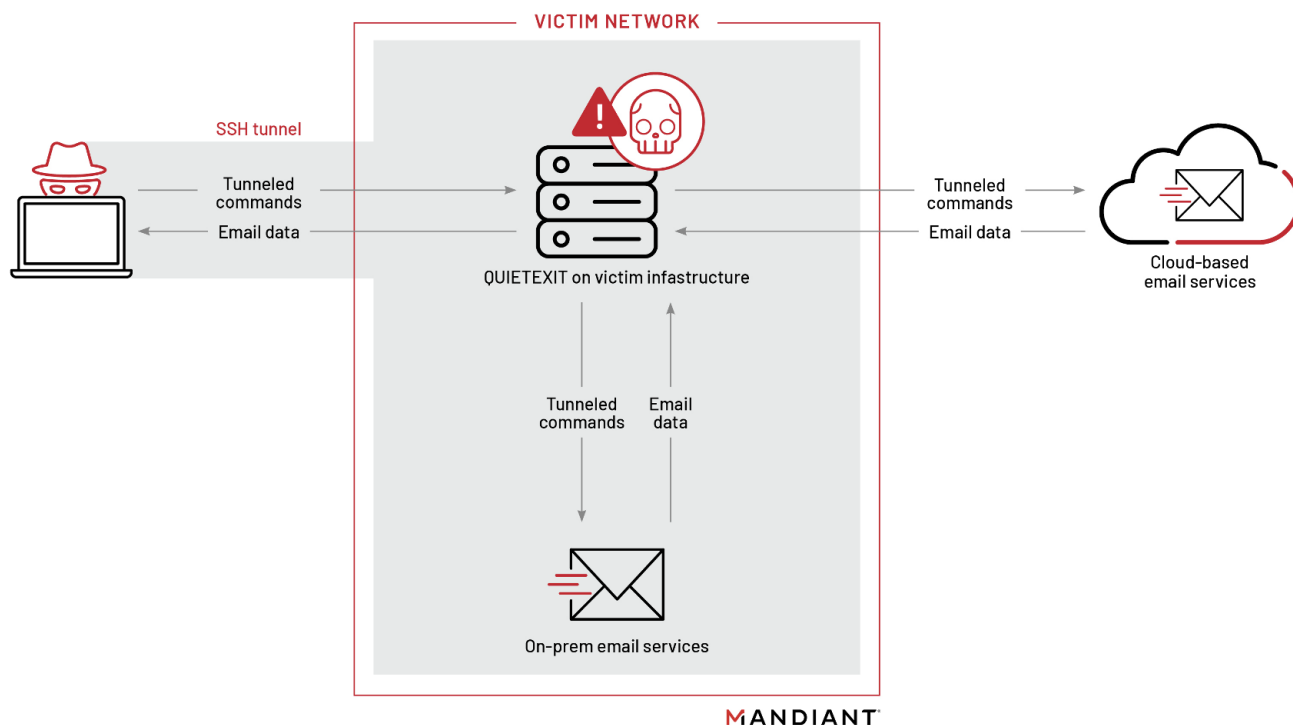 VICTIM NETWORK
SSH tunnel
Tunneled
commands
Email data
QUIETEXIT on victim infastructure
Tunneled
commands
Email data
Cloud-based
email services
Tunneled
commands
Email
data
On-prem email services
MANDIANT